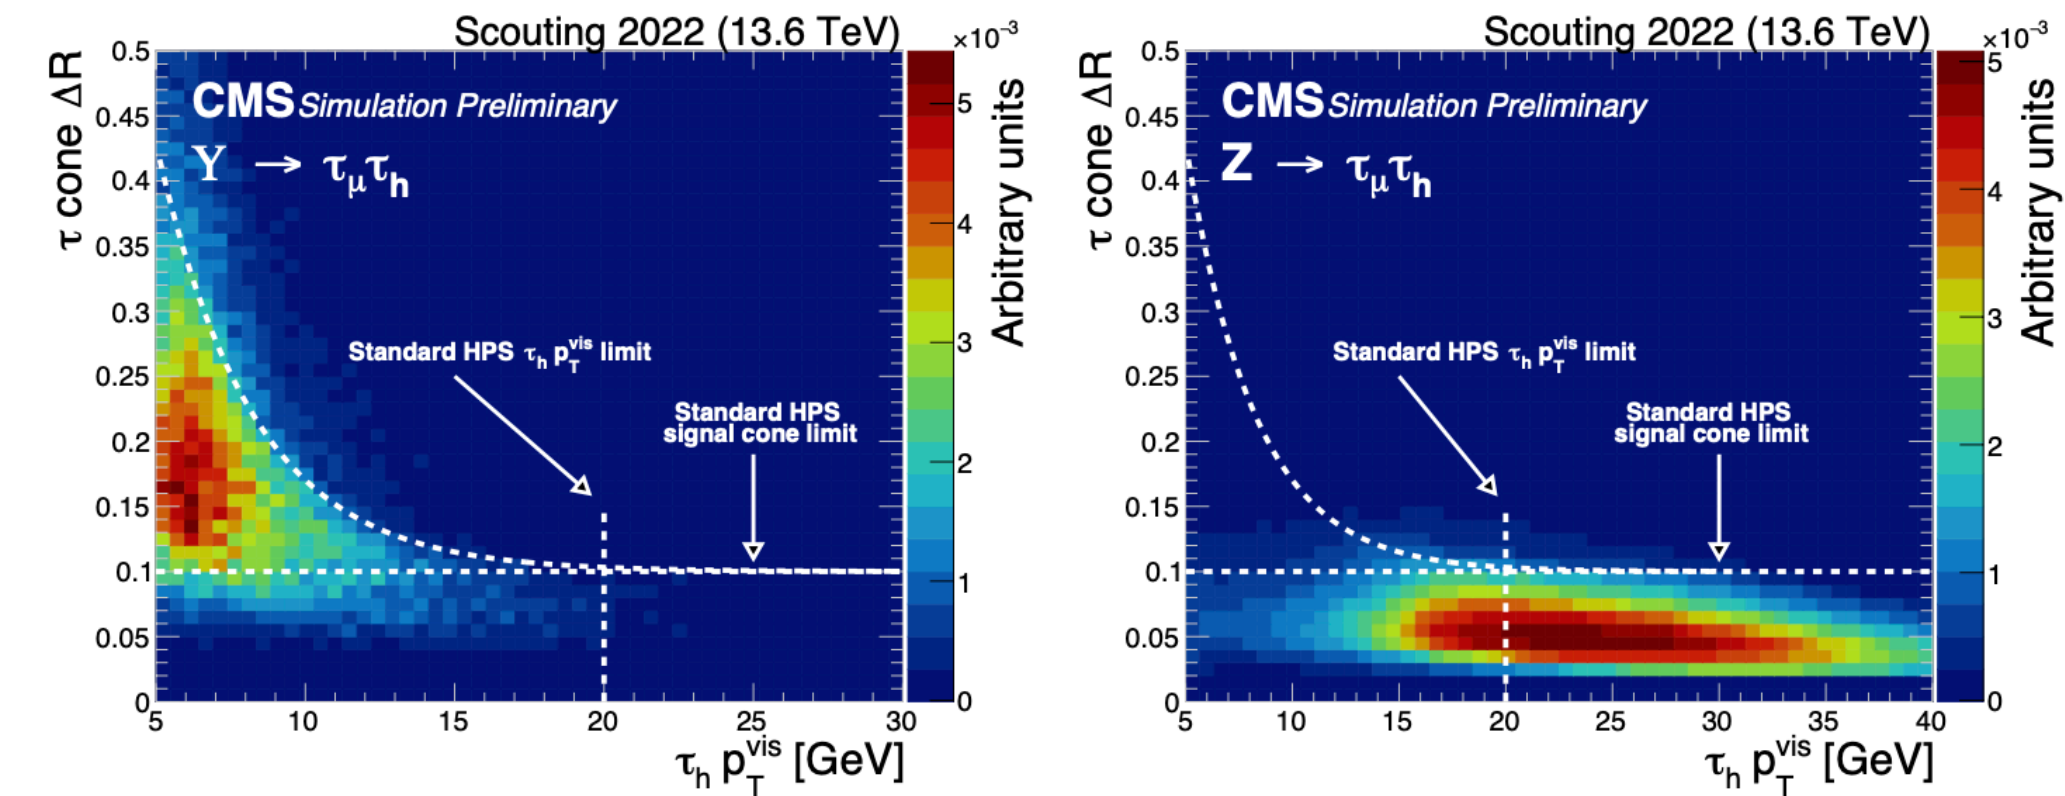 Scouting 2022 (13.6 TeV)
×10⁻³
CMS Simulation Preliminary
Υ → τμτh
Standard HPS τh pTvis limit
Standard HPS
signal cone limit
τ cone ΔR
0.5
0.45
0.4
0.35
0.3
0.25
0.2
0.15
0.1
0.05
0
5
10
15
20
25
30
τh pTvis [GeV]
5
4
3
2
1
0
Arbitrary units
Scouting 2022 (13.6 TeV)
×10⁻³
CMS Simulation Preliminary
Z → τμτh
Standard HPS τh pTvis limit
Standard HPS
signal cone limit
τ cone ΔR
0.5
0.45
0.4
0.35
0.3
0.25
0.2
0.15
0.1
0.05
0
5
10
15
20
25
30
35
40
τh pTvis [GeV]
5
4
3
2
1
0
Arbitrary units